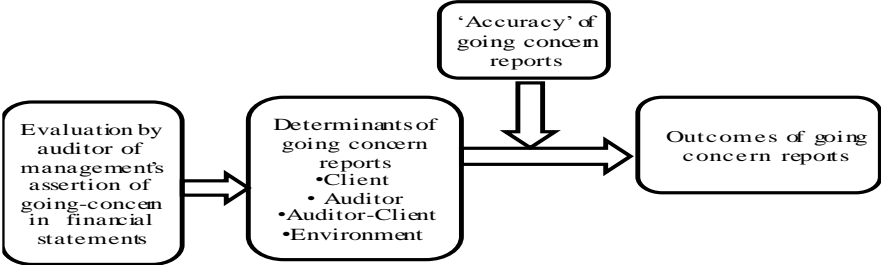 Evaluation by
auditor of
management's
assertion of
going-concern
in financial
statements
Determinants of
going concern
reports
•Client
• Auditor
•Auditor-Client
•Environment
'Accuracy' of
going concern
reports
Outcomes of going
concern reports